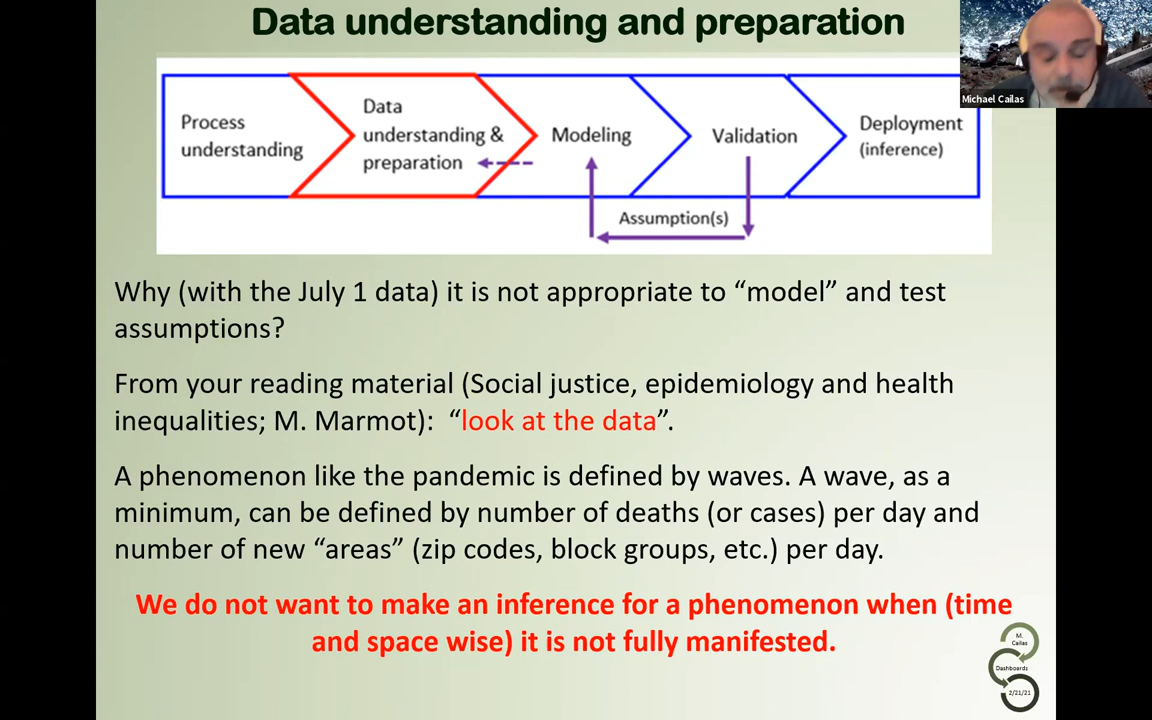 Data understanding and preparation
Michael Cailas
Process
understanding
Data
understanding &
preparation
Modeling
Validation
Deployment
(inference)
Assumption(s)
Why (with the July 1 data) it is not appropriate to “model” and test
assumptions?
From your reading material (Social justice, epidemiology and health
inequalities; M. Marmot): “look at the data”.
A phenomenon like the pandemic is defined by waves. A wave, as a
minimum, can be defined by number of deaths (or cases) per day and
number of new “areas” (zip codes, block groups, etc.) per day.
We do not want to make an inference for a phenomenon when (time
and space wise) it is not fully manifested.
M.
Cailas
Dashboards
2/21/21